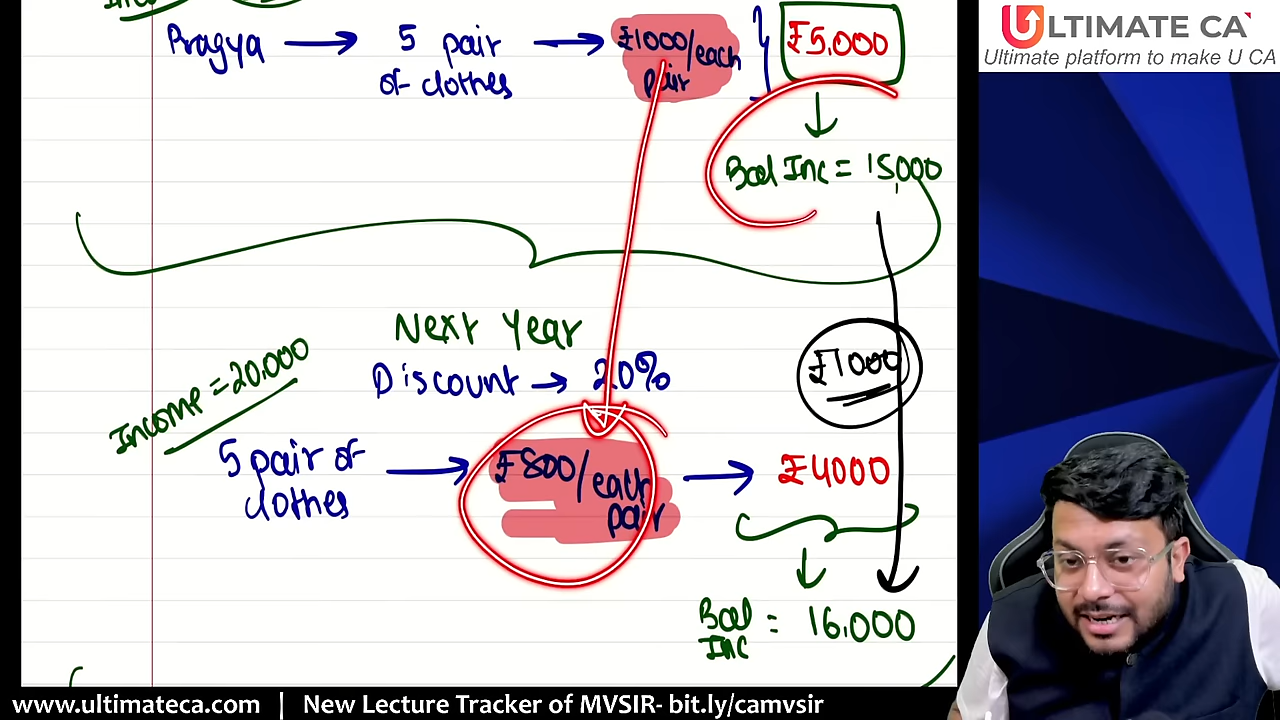 ULTIMATE CA
Ultimate platform to make U CA
Pragya → 5 pair → ₹1000/each } ₹5,000
of clothes pair
↓
Bal Inc = 15,000
Next Year
Income = 20,000
Discount → 20%
₹1000
5 pair of → ₹800/each → ₹4000
clothes pair
↓
Bal = 16,000
Inc
www.ultimateca.com | New Lecture Tracker of MVSIR- bit.ly/camvsir